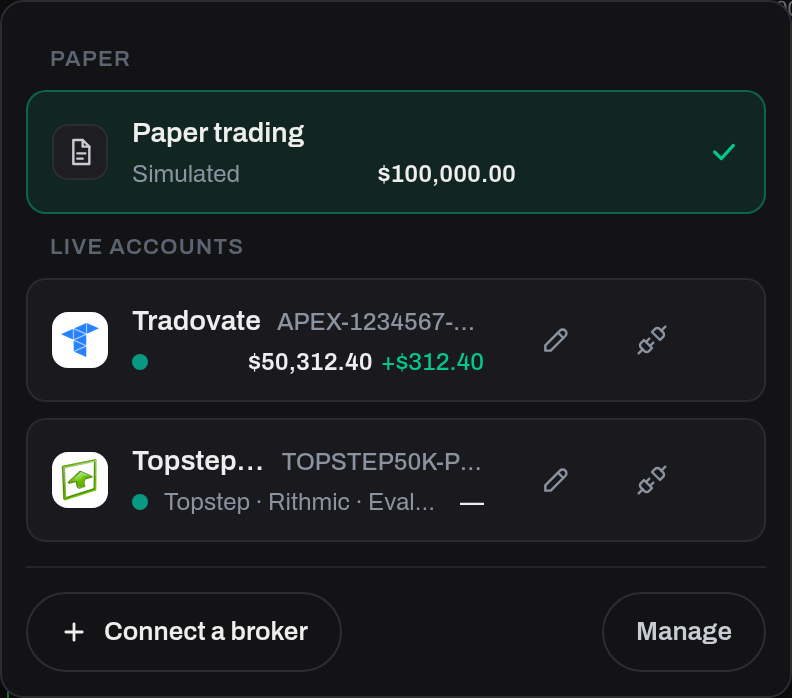 PAPER
Paper trading
Simulated $100,000.00
LIVE ACCOUNTS
Tradovate APEX-1234567-...
$50,312.40 +$312.40
Topstep... TOPSTEP50K-P...
Topstep · Rithmic · Eval... —
+ Connect a broker
Manage